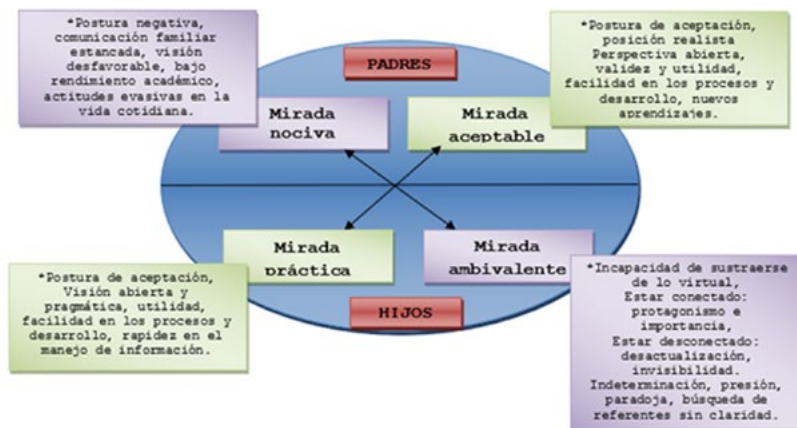 *Postura negativa,
comunicación familiar
estancada, visión
desfavorable, bajo
rendimiento académico,
actitudes evasivas en la
vida cotidiana.
*Postura de aceptación,
posición realista
Perspectiva abierta,
validez y utilidad,
facilidad en los procesos y
desarrollo, nuevos
aprendizajes.
PADRES
Mirada
nociva
Mirada
aceptable
Mirada
práctica
Mirada
ambivalente
*Postura de aceptación,
Visión abierta y
pragmática, utilidad,
facilidad en los procesos y
desarrollo, rapidez en el
manejo de información.
HIJOS
*Incapacidad de sustraerse
de lo virtual,
Estar conectado:
protagonismo e
importancia,
Estar desconectado:
desactualización,
invisibilidad.
Indeterminación, presión,
paradoja, búsqueda de
referentes sin claridad.